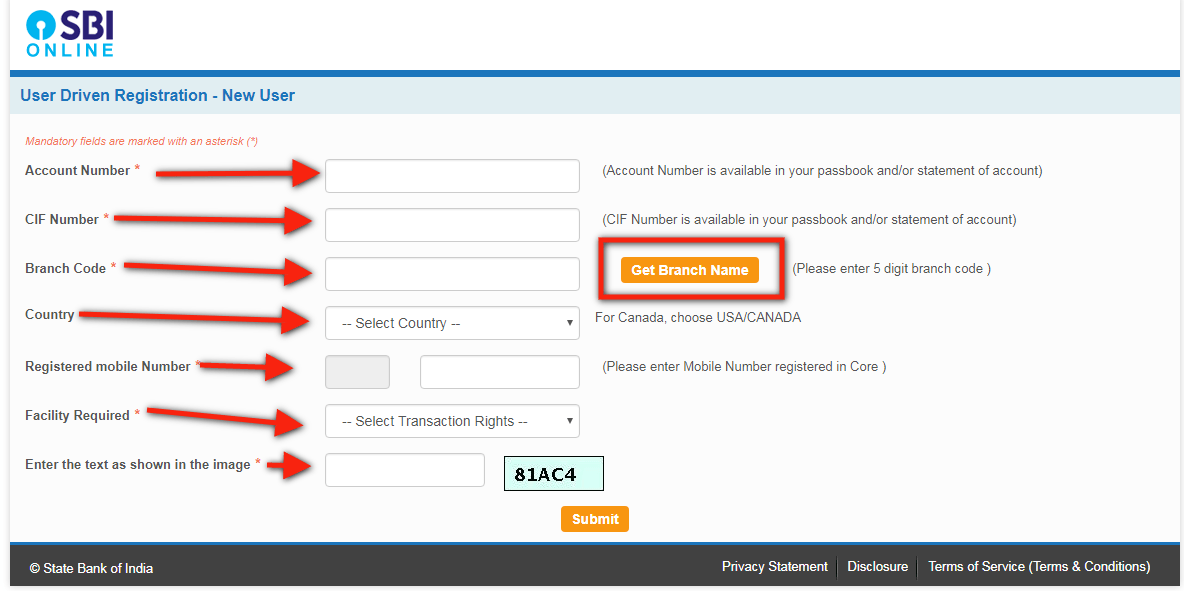 SBI
ONLINE
User Driven Registration - New User
Mandatory fields are marked with an asterisk (*)
Account Number * (Account Number is available in your passbook and/or statement of account)
CIF Number * (CIF Number is available in your passbook and/or statement of account)
Branch Code * Get Branch Name (Please enter 5 digit branch code )
Country -- Select Country -- For Canada, choose USA/CANADA
Registered mobile Number * (Please enter Mobile Number registered in Core )
Facility Required * -- Select Transaction Rights --
Enter the text as shown in the image * 81AC4
Submit
© State Bank of India Privacy Statement Disclosure Terms of Service (Terms & Conditions)